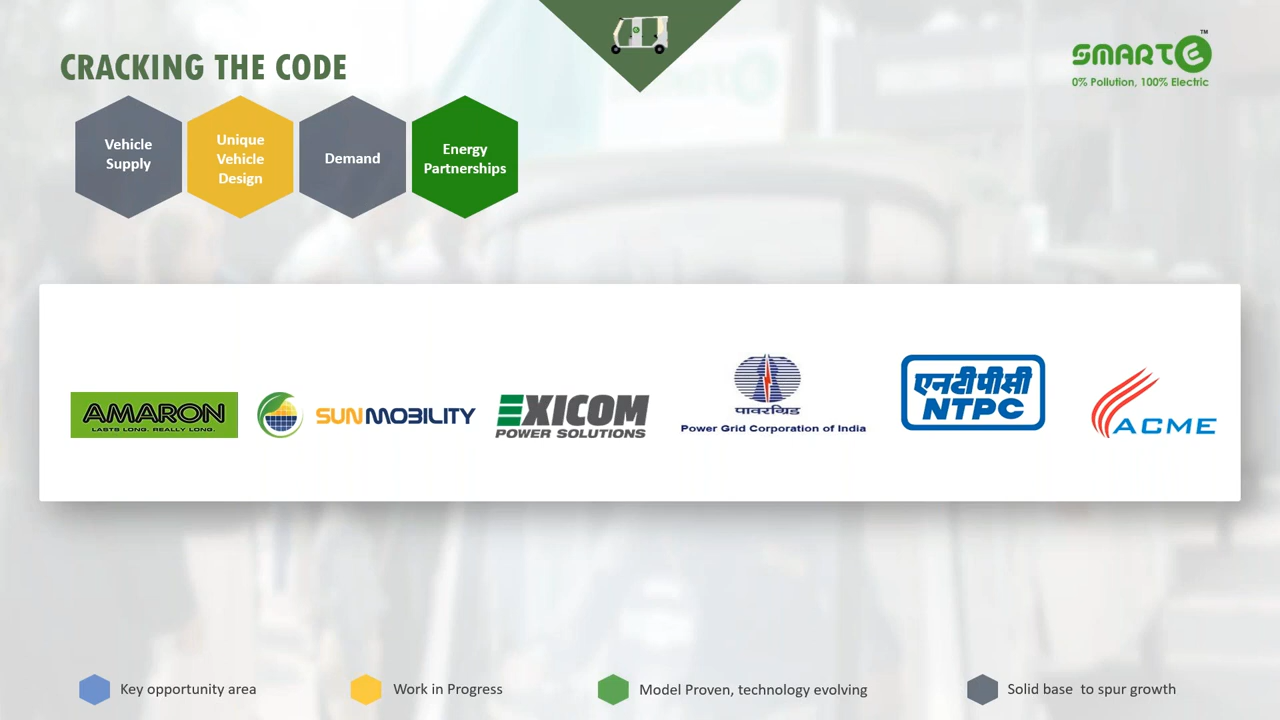 CRACKING THE CODE
SMARTE™
0% Pollution, 100% Electric
Vehicle
Supply
Unique
Vehicle
Design
Demand
Energy
Partnerships
AMARON
LASTS LONG. REALLY LONG.
SUNMOBILITY
EXICOM
POWER SOLUTIONS
पावरग्रिड
Power Grid Corporation of India
एनटीपीसी
NTPC
ACME
Key opportunity area
Work in Progress
Model Proven, technology evolving
Solid base to spur growth